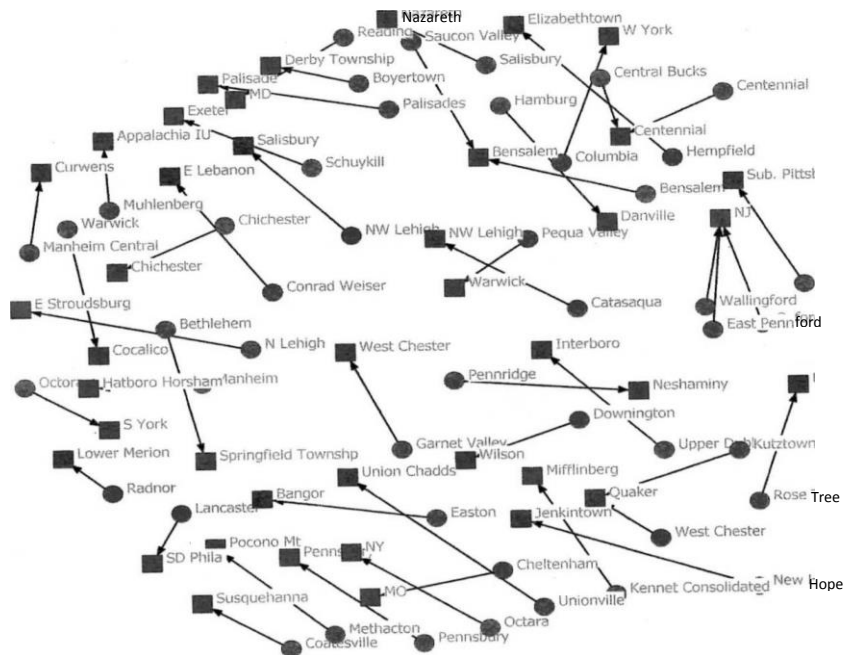 Nazareth
Elizabethtown
Reading
Saucon Valley
W York
Derby Township
Salisbury
Palisade
Boyertown
Central Bucks
Centennial
MD
Palisades
Hamburg
Exeter
Appalachia IU
Salisbury
Centennial
Schuykill
Bensalem
Columbia
Hempfield
Curwens
E Lebanon
Sub.
Bensalem
Muhlenberg
Danville
NJ
Warwick
Chichester
NW Lehigh
NW Lehigh
Pequa Valley
Manheim Central
Chichester
Warwick
Conrad Weiser
Catasaqua
Wallingford
E Stroudsburg
Bethlehem
East Penn
ford
Cocalico
N Lehigh
West Chester
Interboro
Hatboro Horsham
Manheim
Pennridge
Neshaminy
S York
Downington
Lower Merion
Springfield Townshp
Garnet Valley
Wilson
Upper
Kutztown
Radnor
Union Chadds
Mifflinberg
Lancaster
Bangor
Quaker
Rose Tree
Easton
Jenkintown
West Chester
SD Phila
Pocono Mt
NY
Cheltenham
Susquehanna
MO
Unionville
Kennet Consolidated
New Hope
Methacton
Octara
Coatesville
Pennsbury